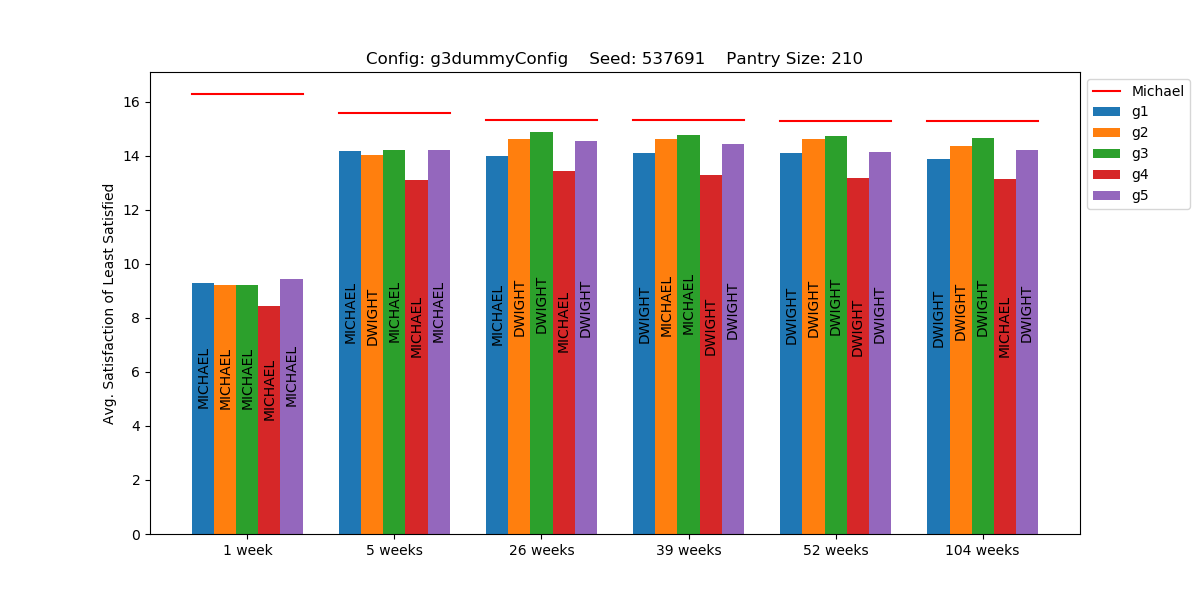 Config: g3dummyConfig    Seed: 537691    Pantry Size: 210
Avg. Satisfaction of Least Satisfied
16
14
12
10
8
6
4
2
0
MICHAEL MICHAEL MICHAEL MICHAEL MICHAEL
MICHAEL DWIGHT MICHAEL MICHAEL MICHAEL
MICHAEL DWIGHT DWIGHT MICHAEL DWIGHT
DWIGHT MICHAEL MICHAEL DWIGHT DWIGHT
DWIGHT DWIGHT DWIGHT DWIGHT DWIGHT
DWIGHT DWIGHT DWIGHT MICHAEL DWIGHT
1 week 5 weeks 26 weeks 39 weeks 52 weeks 104 weeks
Michael
g1
g2
g3
g4
g5